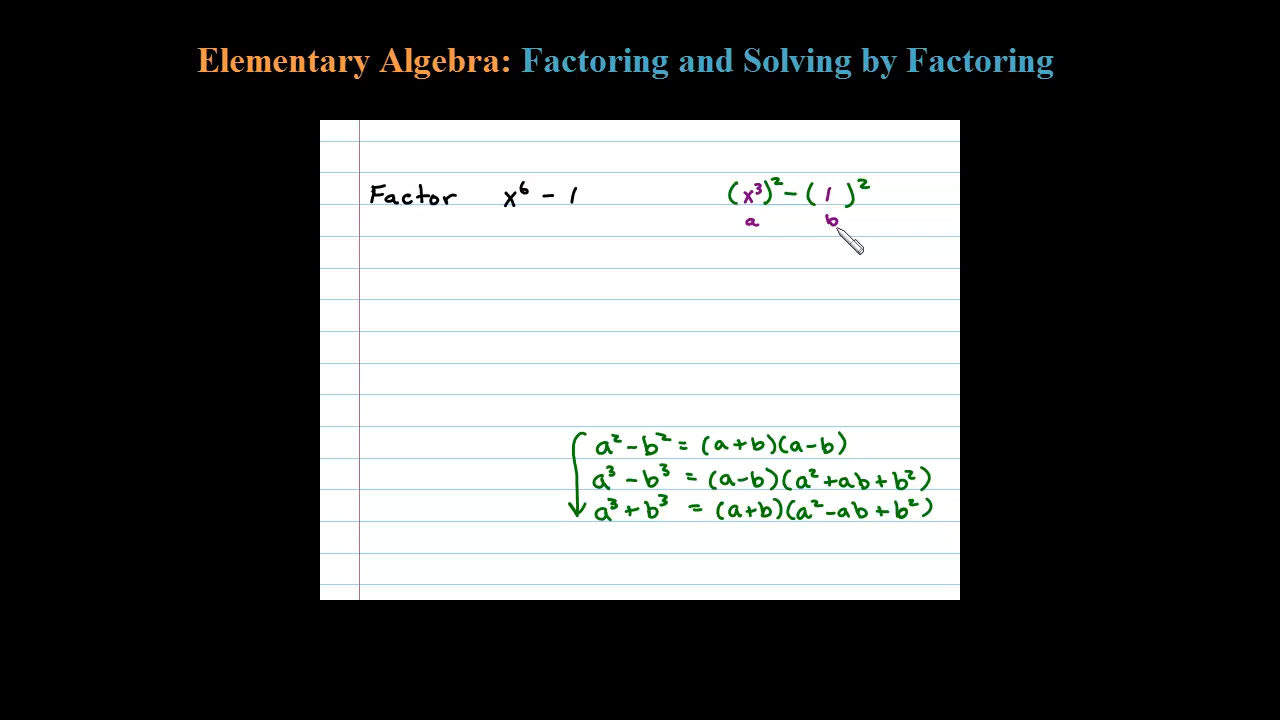 Elementary Algebra: Factoring and Solving by Factoring
Factor x⁶ - 1 (x³)² - (1)²
a b
a² - b² = (a+b)(a-b)
a³ - b³ = (a-b)(a²+ab+b²)
a³ + b³ = (a+b)(a²-ab+b²)